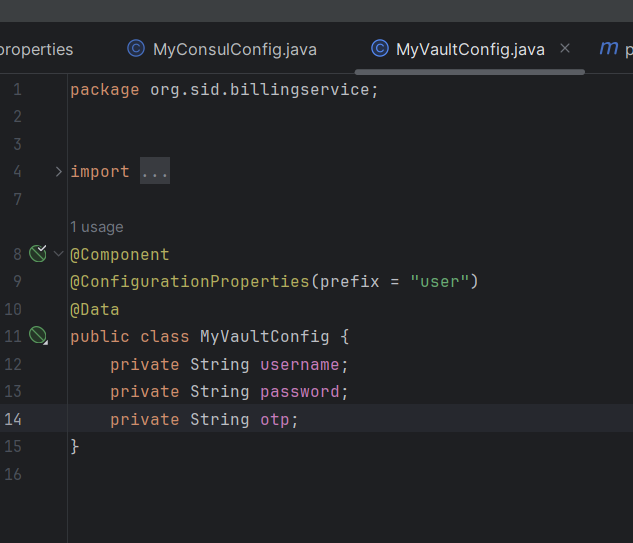 properties
MyConsulConfig.java
MyVaultConfig.java
m p
1 package org.sid.billingservice;
2
3
4 import ...
7
1 usage
8 @Component
9 @ConfigurationProperties(prefix = "user")
10 @Data
11 public class MyVaultConfig {
12 private String username;
13 private String password;
14 private String otp;
15 }
16